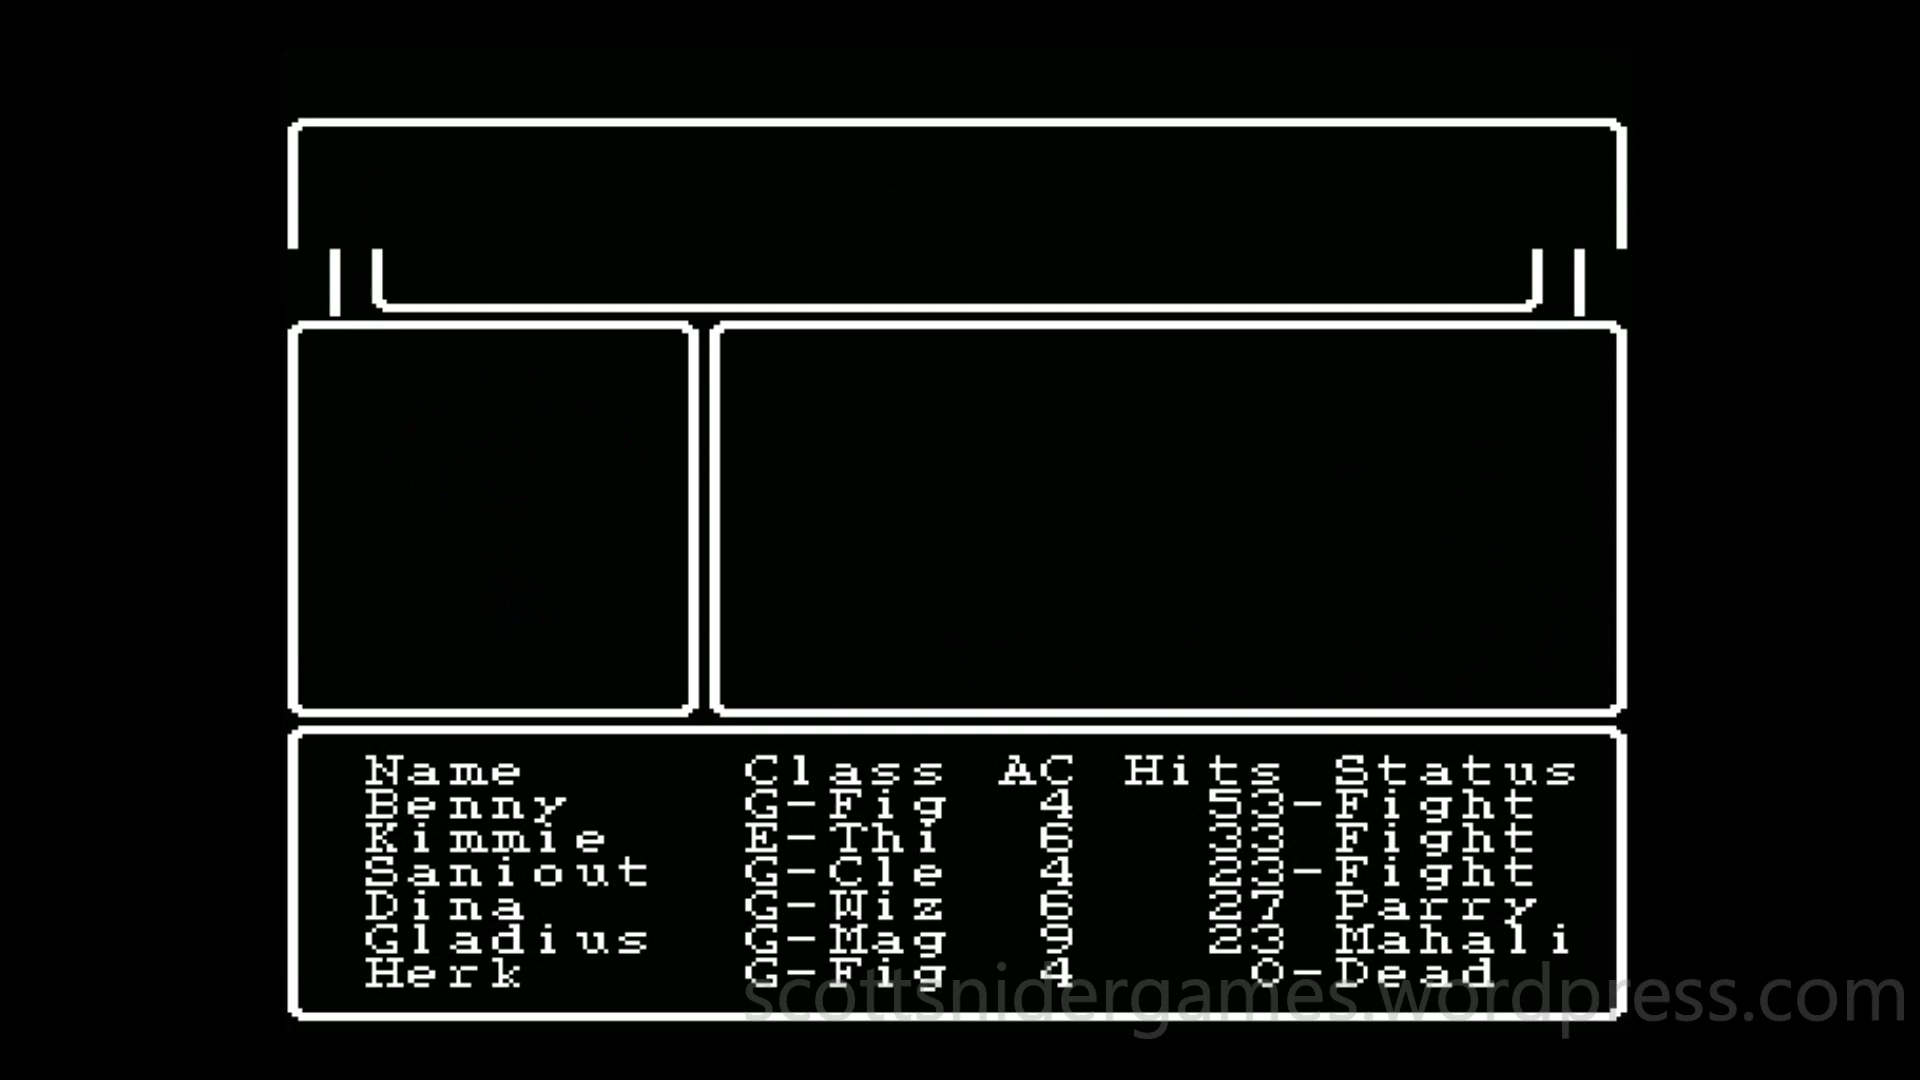 Name Class AC Hits Status
Benny G-Fig 4 53-Fight
Kimmie E-Thi 6 33 Fight
Saniout G-Cle 4 23-Fight
Dina G-Wiz 6 27 Parry
Gladius G-Mag 9 23 Mahali
Herk G-Fig 4 0-Dead
scottsnidergames.wordpress.com